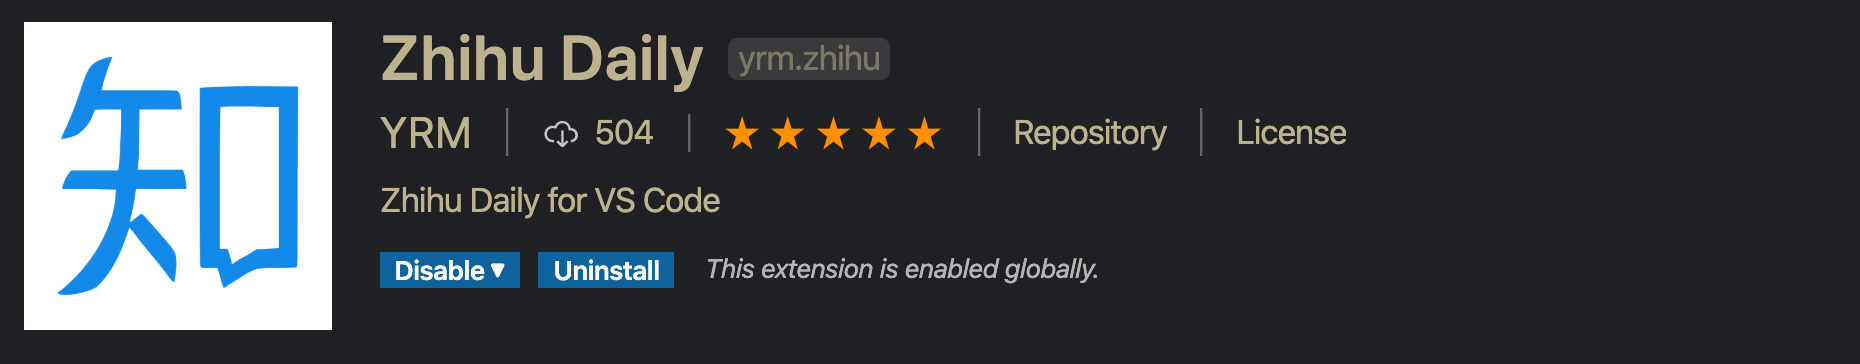 知
Zhihu Daily yrm.zhihu
YRM 504 Repository License
Zhihu Daily for VS Code
Disable Uninstall This extension is enabled globally.